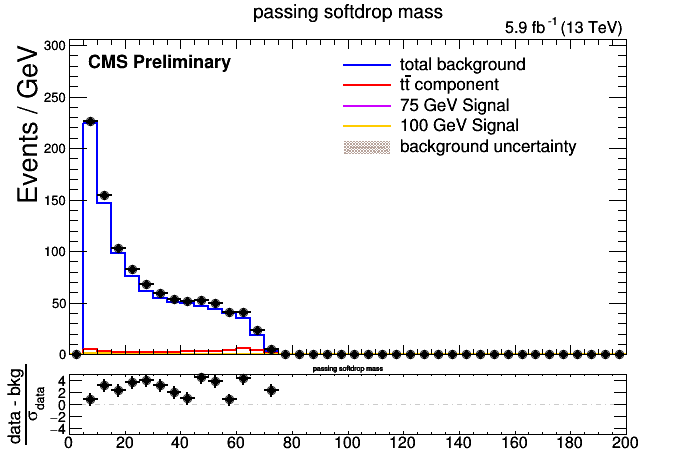 passing softdrop mass
5.9 fb⁻¹ (13 TeV)
CMS Preliminary
total background
tt̄ component
75 GeV Signal
100 GeV Signal
background uncertainty
Events / GeV
300
250
200
150
100
50
0
passing softdrop mass
data - bkg
σ data
4
2
0
−2
−4
0 20 40 60 80 100 120 140 160 180 200